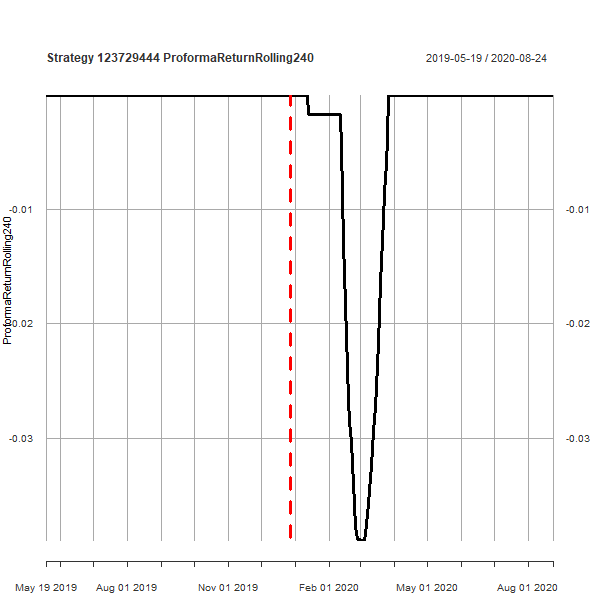 Strategy 123729444 ProformaReturnRolling240
2019-05-19 / 2020-08-24
ProformaReturnRolling240
-0.01
-0.01
-0.02
-0.02
-0.03
-0.03
May 19 2019
Aug 01 2019
Nov 01 2019
Feb 01 2020
May 01 2020
Aug 01 2020